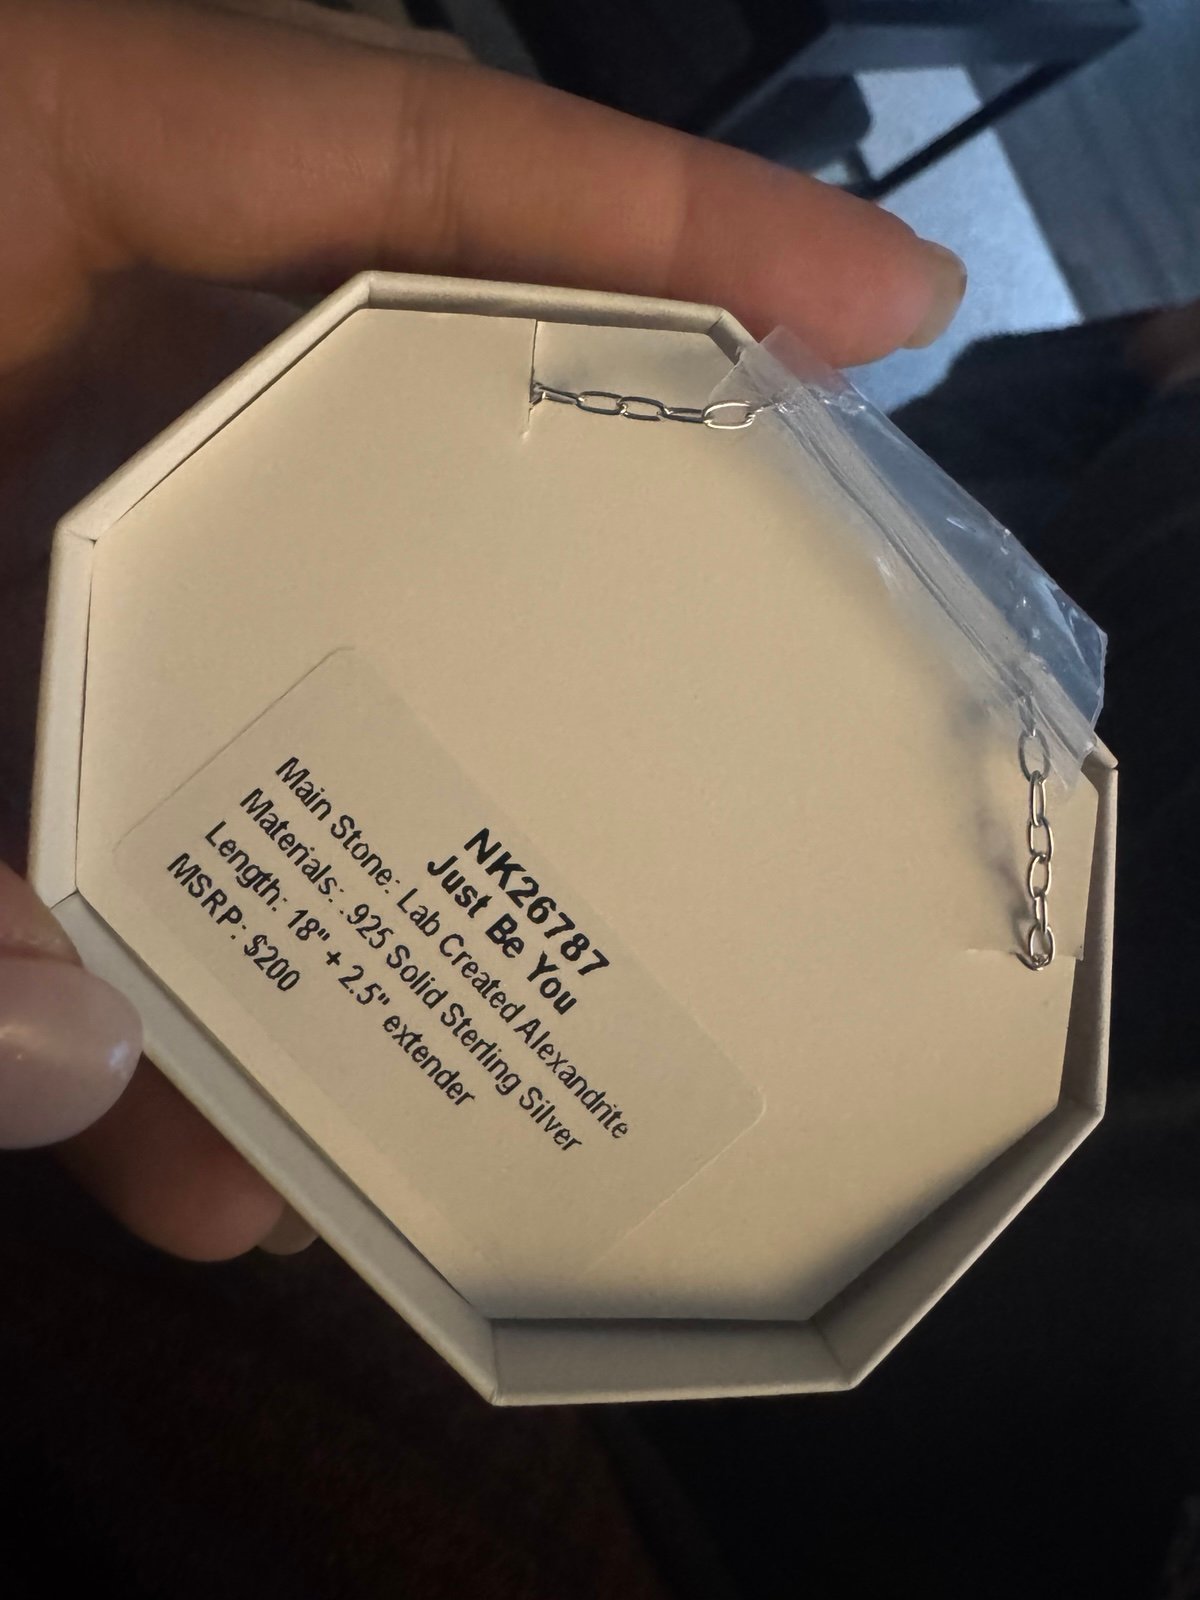 NK26787
Just Be You
Main Stone: Lab Created Alexandrite
Materials: .925 Solid Sterling Silver
Length: 18" + 2.5" extender
MSRP: $200